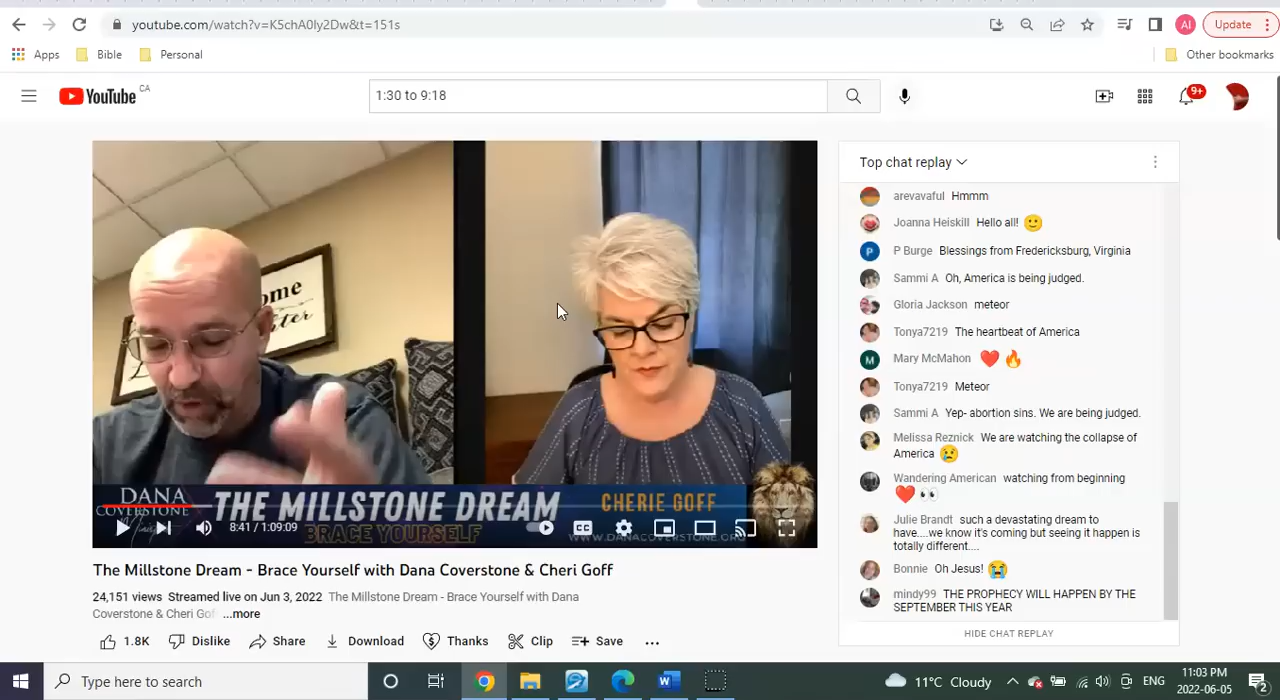 youtube.com/watch?v=K5chA0ly2Dw&t=151s
AI
Update
Apps
Bible
Personal
Other bookmarks
YouTube CA
1:30 to 9:18
9+
Top chat replay
arevavaful Hmmm
Joanna Heiskill Hello all!
P Burge Blessings from Fredericksburg, Virginia
Sammi A Oh, America is being judged.
Gloria Jackson meteor
Tonya7219 The heartbeat of America
Mary McMahon
Tonya7219 Meteor
Sammi A Yep- abortion sins. We are being judged.
Melissa Reznick We are watching the collapse of
America
Wandering American watching from beginning
Julie Brandt such a devastating dream to
have....we know it's coming but seeing it happen is
totally different....
Bonnie Oh Jesus!
mindy99 THE PROPHECY WILL HAPPEN BY THE
SEPTEMBER THIS YEAR
HIDE CHAT REPLAY
DANA
COVERSTONE
THE MILLSTONE DREAM
BRACE YOURSELF
CHERIE GOFF
WWW.DANACOVERSTONE.ORG
8:41 / 1:09:09
CC
The Millstone Dream - Brace Yourself with Dana Coverstone & Cheri Goff
24,151 views Streamed live on Jun 3, 2022 The Millstone Dream - Brace Yourself with Dana
Coverstone & Cheri Gof ...more
1.8K
Dislike
Share
Download
Thanks
Clip
Save
Type here to search
11°C Cloudy
ENG
11:03 PM
2022-06-05
2